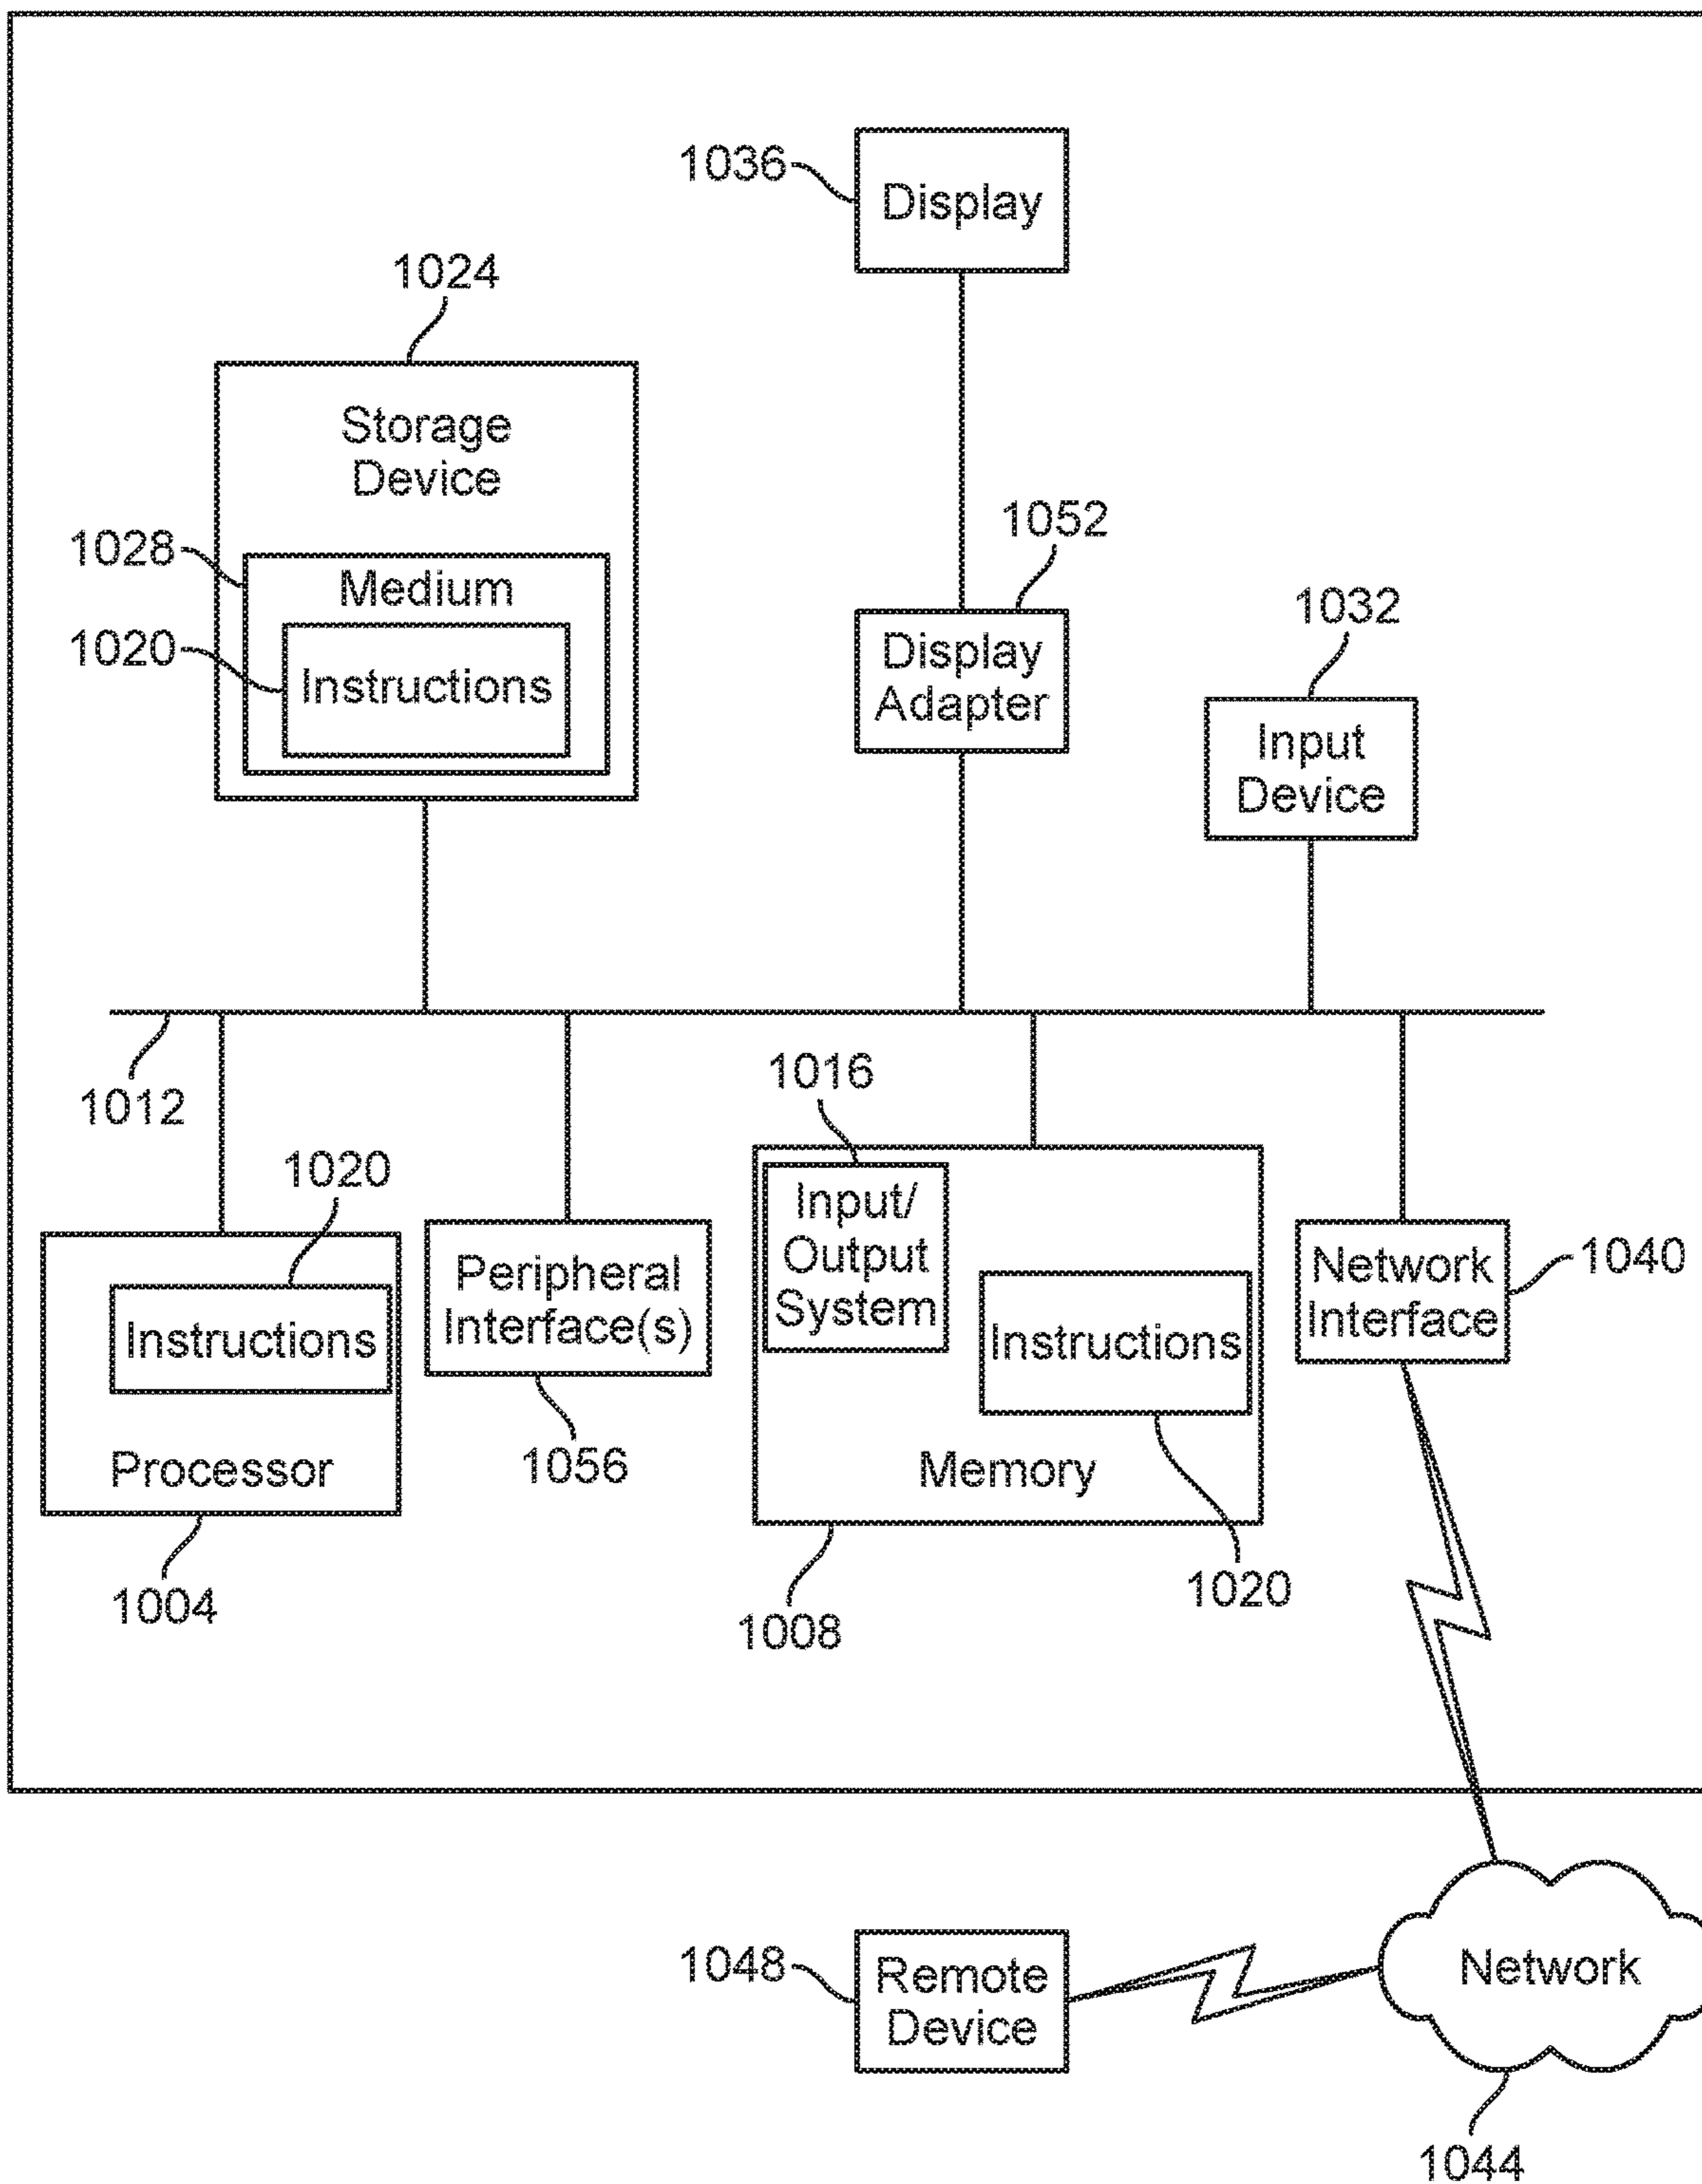 1036
Display
1024
Storage
Device
1052
1028
Medium
1032
1020
Instructions
Display
Adapter
Input
Device
1012
1016
1020
Input/
Output
System
Peripheral
Interface(s)
Network
Interface
1040
Instructions
Instructions
Processor
1056
Memory
1004
1008
1020
1048
Remote
Device
Network
1044